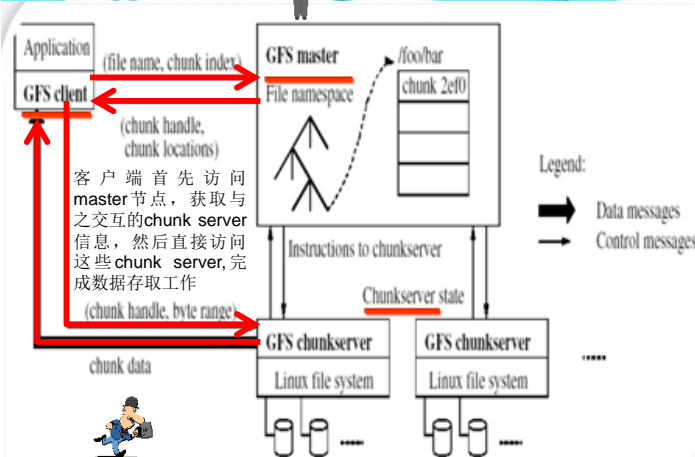 Application
GFS client
(file name, chunk index)
(chunk handle,
chunk locations)
GFS master
File namespace
/foo/bar
chunk 2ef0
Legend:
Data messages
Control messages
客户端首先访问
master节点，获取与
之交互的chunk server
信息，然后直接访问
这些chunk server,完
成数据存取工作
Instructions to chunkserver
Chunkserver state
(chunk handle, byte range)
chunk data
GFS chunkserver
Linux file system
GFS chunkserver
Linux file system